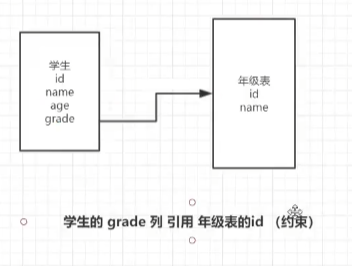 学生
id
name
age
grade
年级表
id
name
学生的 grade 列 引用 年级表的id （约束）